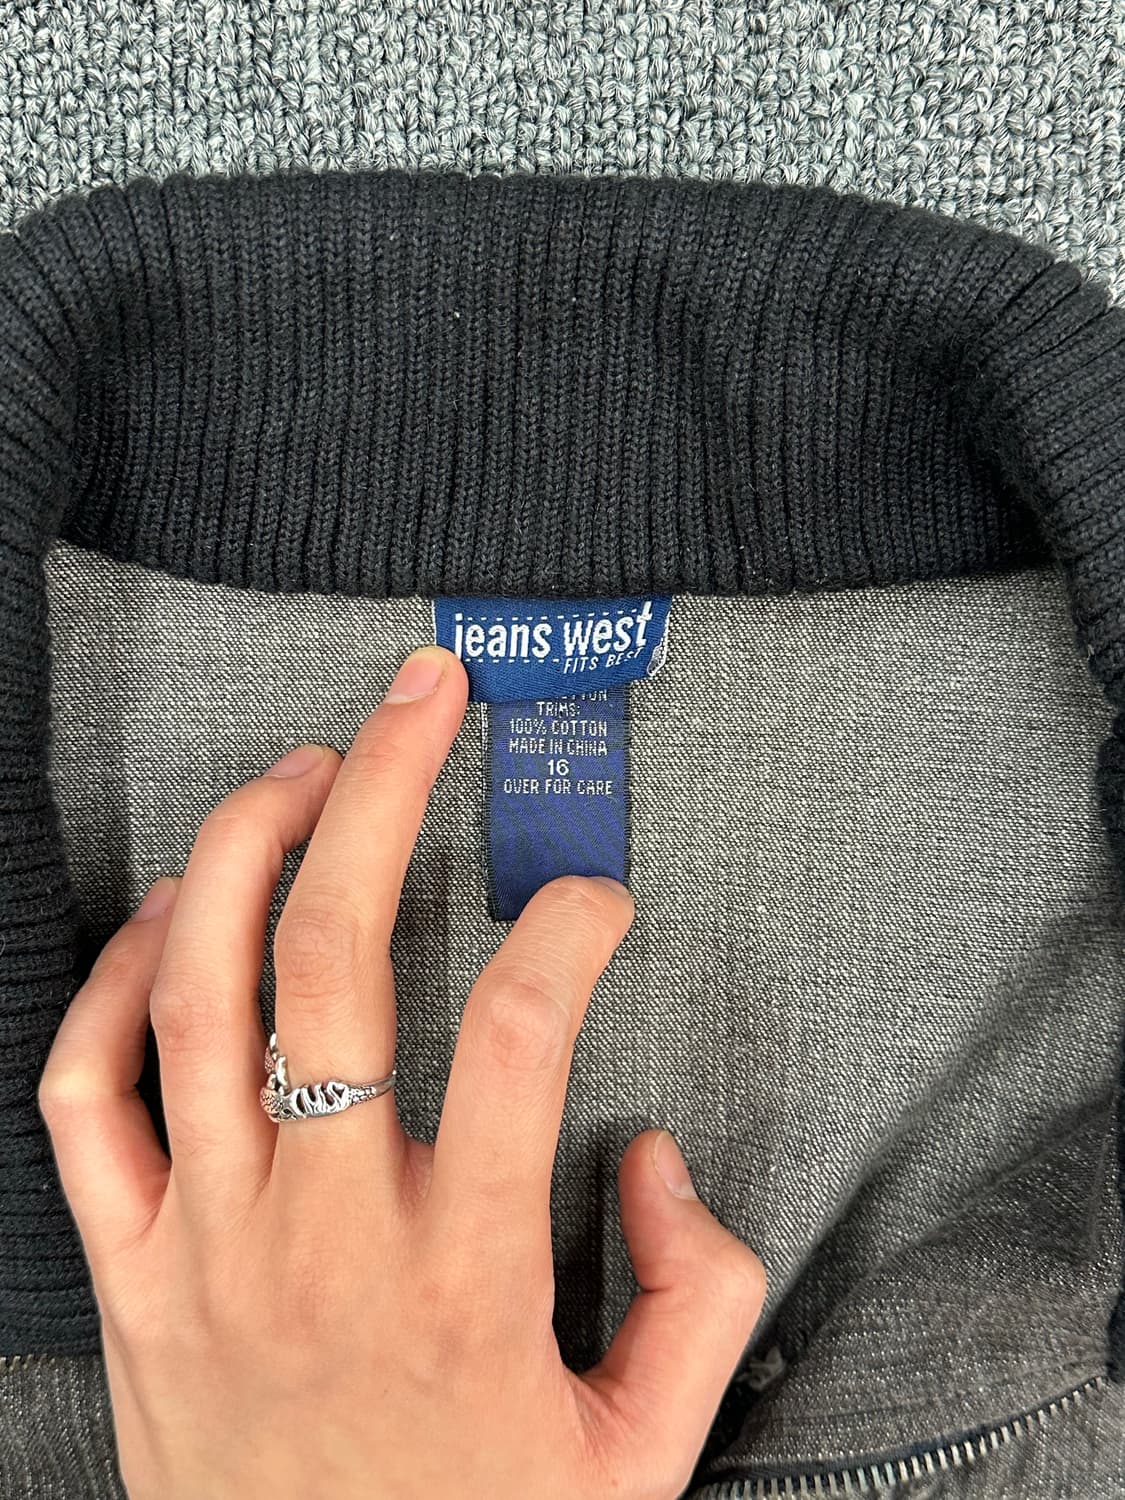 jeans west
FITS BEST
TRIMS:
100% COTTON
MADE IN CHINA
16
OVER FOR CARE